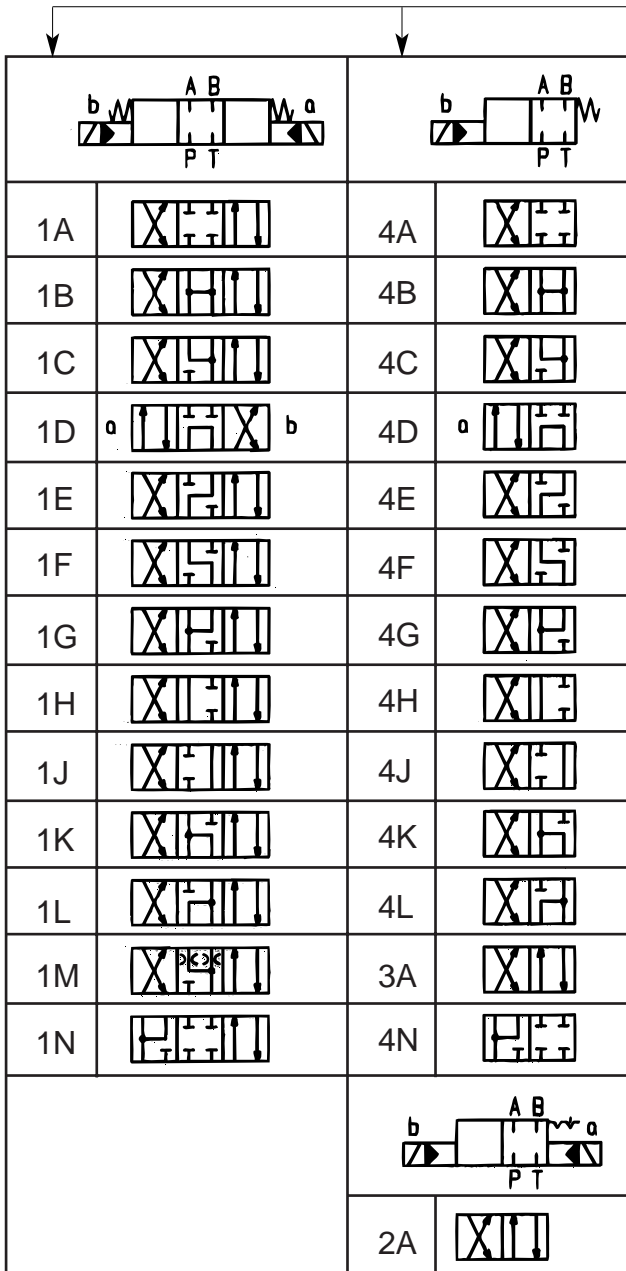 A B A B
b a b
P T P T
1A 4A
1B 4B
1C 4C
1D a b 4D a
1E 4E
1F 4F
1G 4G
1H 4H
1J 4J
1K 4K
1L 4L
1M 3A
1N 4N
A B
b a
P T
2A